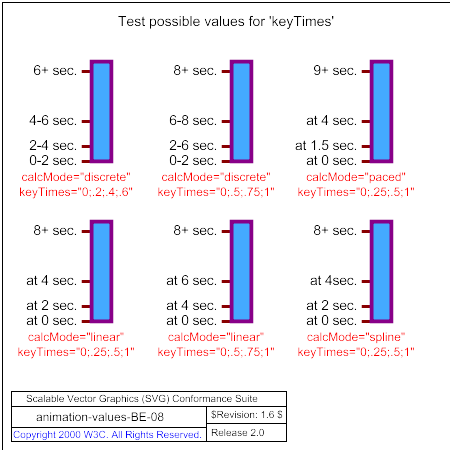 Test possible values for 'keyTimes'
6+ sec.
4-6 sec.
2-4 sec.
0-2 sec.
calcMode="discrete"
keyTimes="0;.2;.4;.6"
8+ sec.
6-8 sec.
2-6 sec.
0-2 sec.
calcMode="discrete"
keyTimes="0;.5;.75;1"
9+ sec.
at 4 sec.
at 1.5 sec.
at 0 sec.
calcMode="paced"
keyTimes="0;.25;.5;1"
8+ sec.
at 4 sec.
at 2 sec.
at 0 sec.
calcMode="linear"
keyTimes="0;.25;.5;1"
8+ sec.
at 6 sec.
at 4 sec.
at 0 sec.
calcMode="linear"
keyTimes="0;.5;.75;1"
8+ sec.
at 4sec.
at 2 sec.
at 0 sec.
calcMode="spline"
keyTimes="0;.25;.5;1"
Scalable Vector Graphics (SVG) Conformance Suite
animation-values-BE-08
$Revision: 1.6 $
Copyright 2000 W3C. All Rights Reserved.
Release 2.0